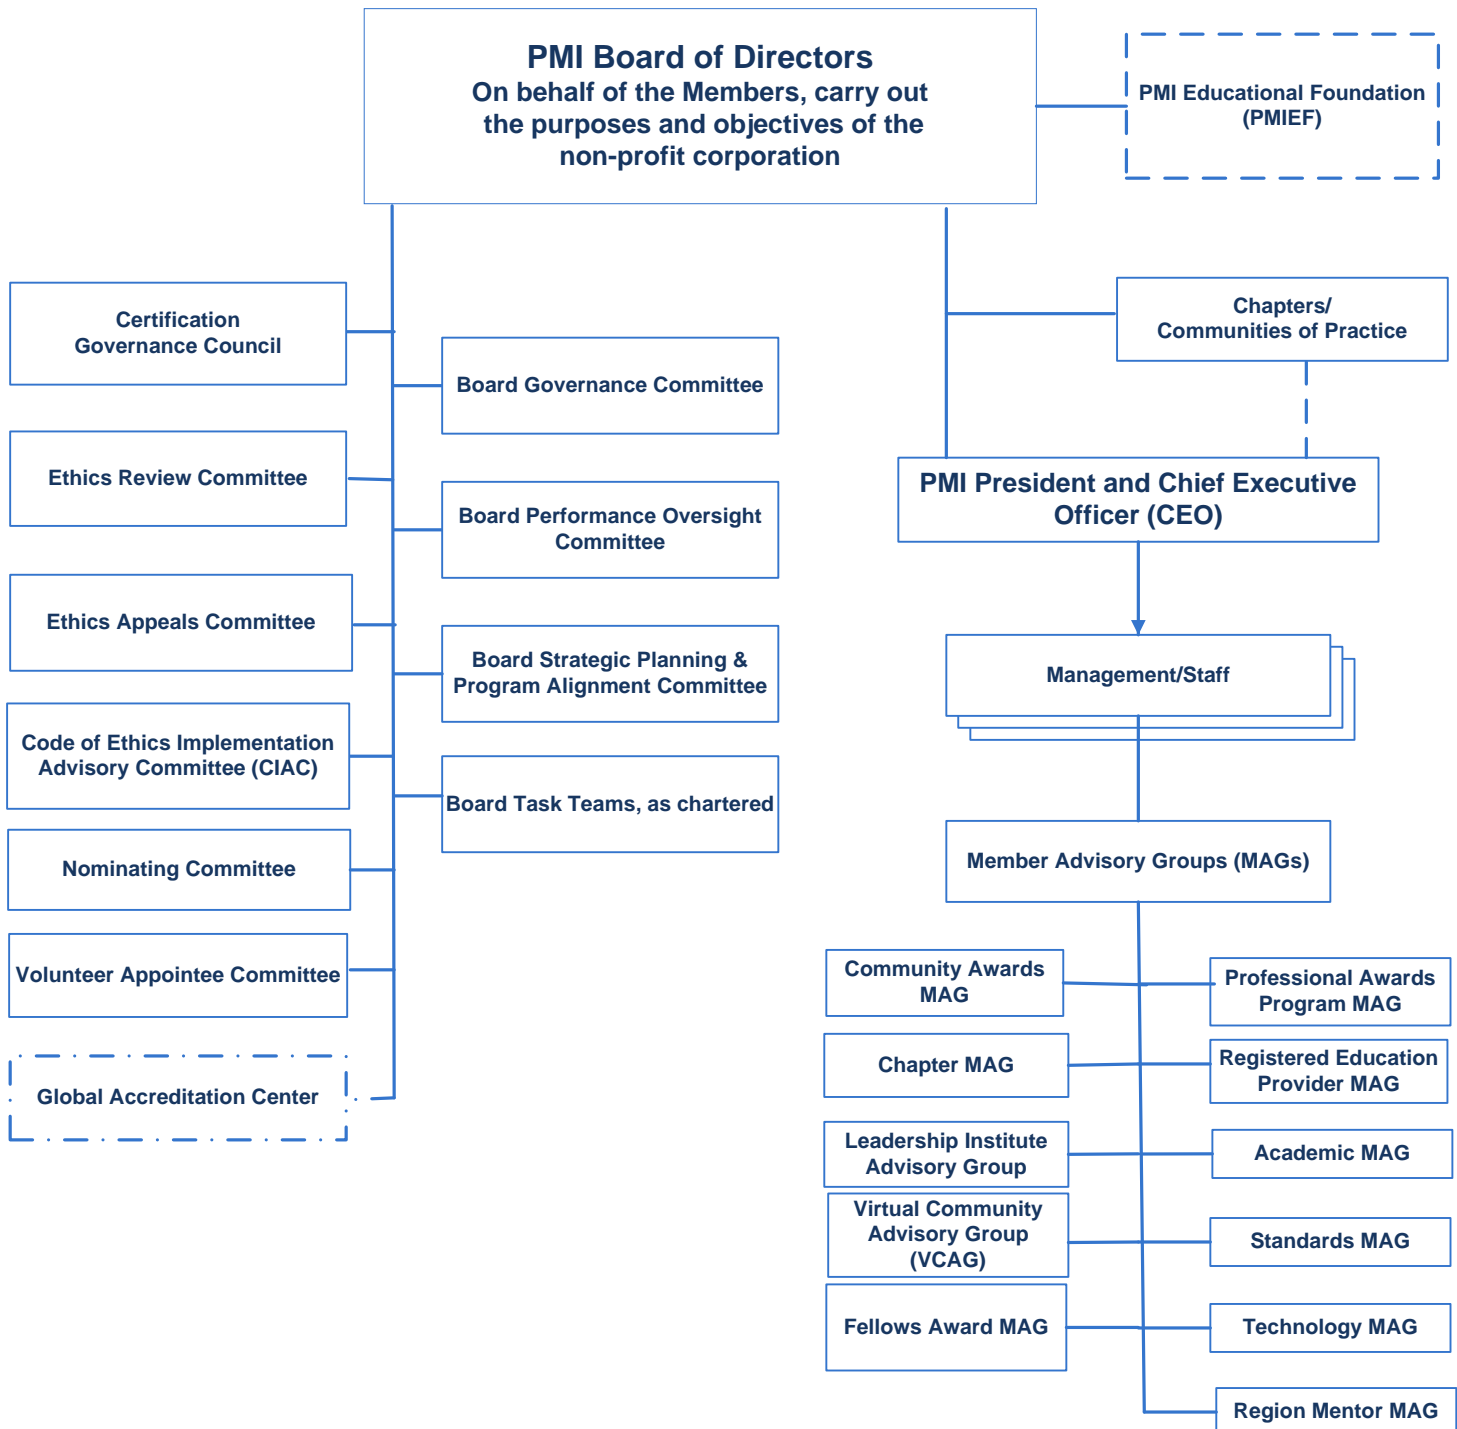 PMI Board of Directors
On behalf of the Members, carry out
the purposes and objectives of the
non-profit corporation
PMI Educational Foundation
(PMIEF)
Certification
Governance Council
Ethics Review Committee
Ethics Appeals Committee
Code of Ethics Implementation
Advisory Committee (CIAC)
Nominating Committee
Volunteer Appointee Committee
Global Accreditation Center
Board Governance Committee
Board Performance Oversight
Committee
Board Strategic Planning &
Program Alignment Committee
Board Task Teams, as chartered
Chapters/
Communities of Practice
PMI President and Chief Executive
Officer (CEO)
Management/Staff
Member Advisory Groups (MAGs)
Community Awards
MAG
Professional Awards
Program MAG
Chapter MAG
Registered Education
Provider MAG
Leadership Institute
Advisory Group
Academic MAG
Virtual Community
Advisory Group
(VCAG)
Standards MAG
Fellows Award MAG
Technology MAG
Region Mentor MAG